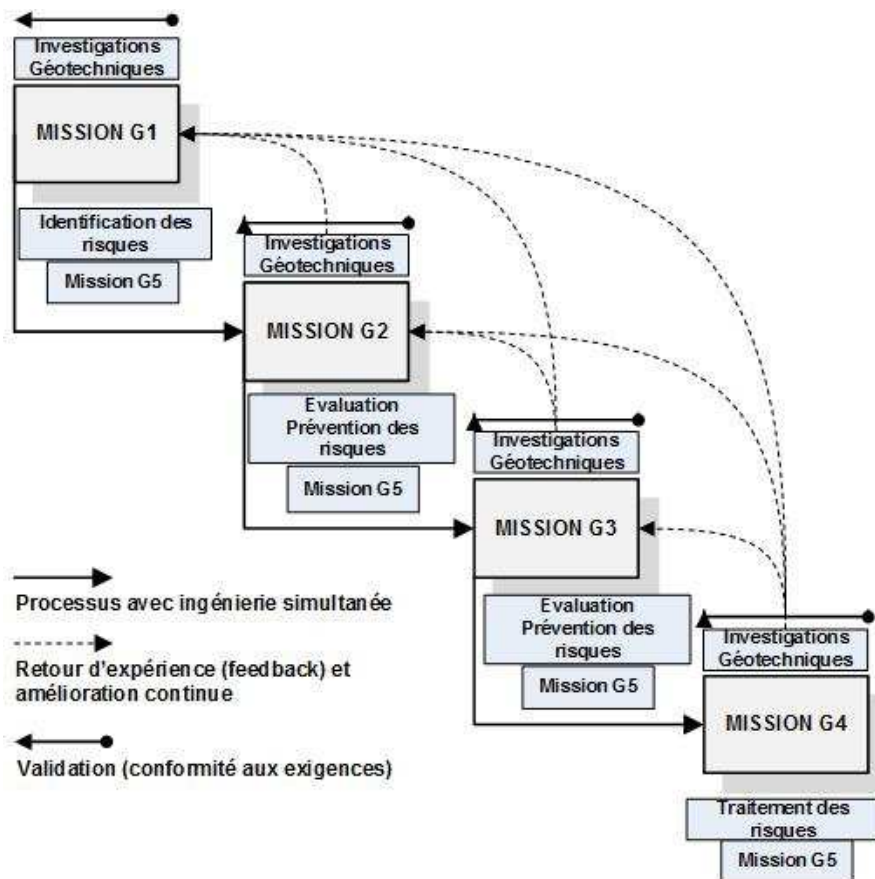 Investigations
Géotechniques
MISSION G1
Identification des
risques
Mission G5
Investigations
Géotechniques
MISSION G2
Evaluation
Prévention des
risques
Mission G5
Investigations
Géotechniques
MISSION G3
Evaluation
Prévention des
risques
Mission G5
Investigations
Géotechniques
MISSION G4
Traitement des
risques
Mission G5
Processus avec ingénierie simultanée
Retour d'expérience (feedback) et
amélioration continue
Validation (conformité aux exigences)